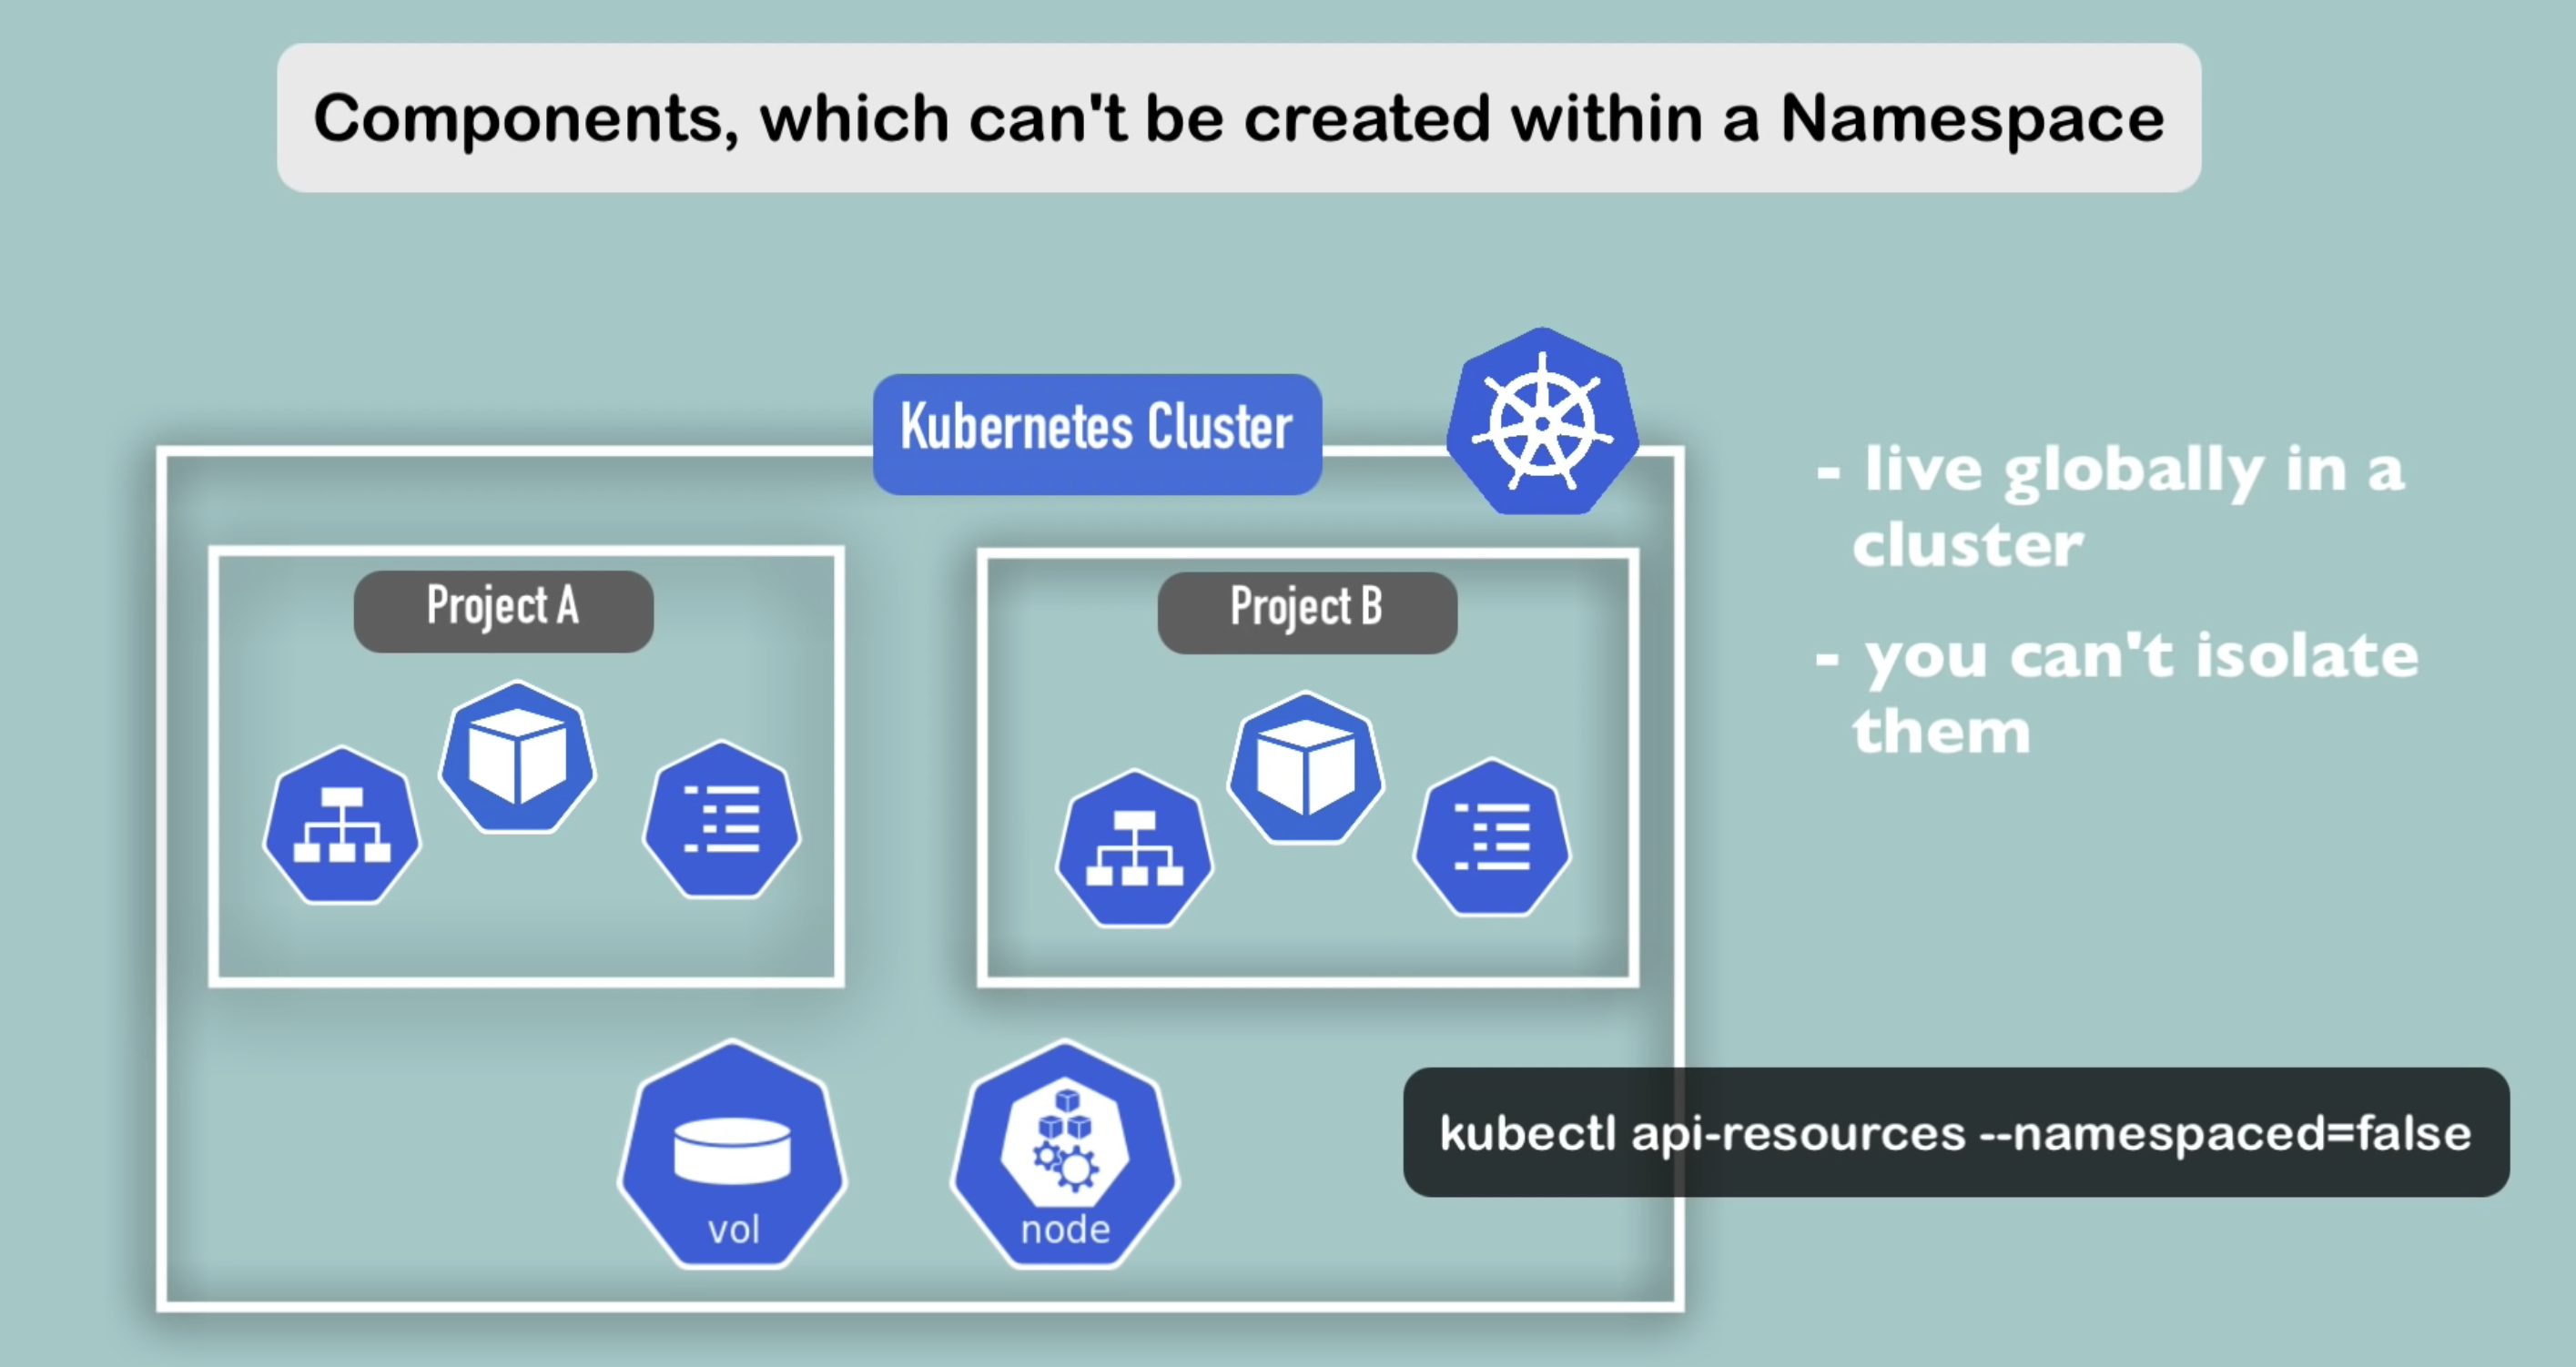 Components, which can't be created within a Namespace
Kubernetes Cluster
- live globally in a
cluster
- you can't isolate
them
Project A
Project B
vol
node
kubectl api-resources --namespaced=false